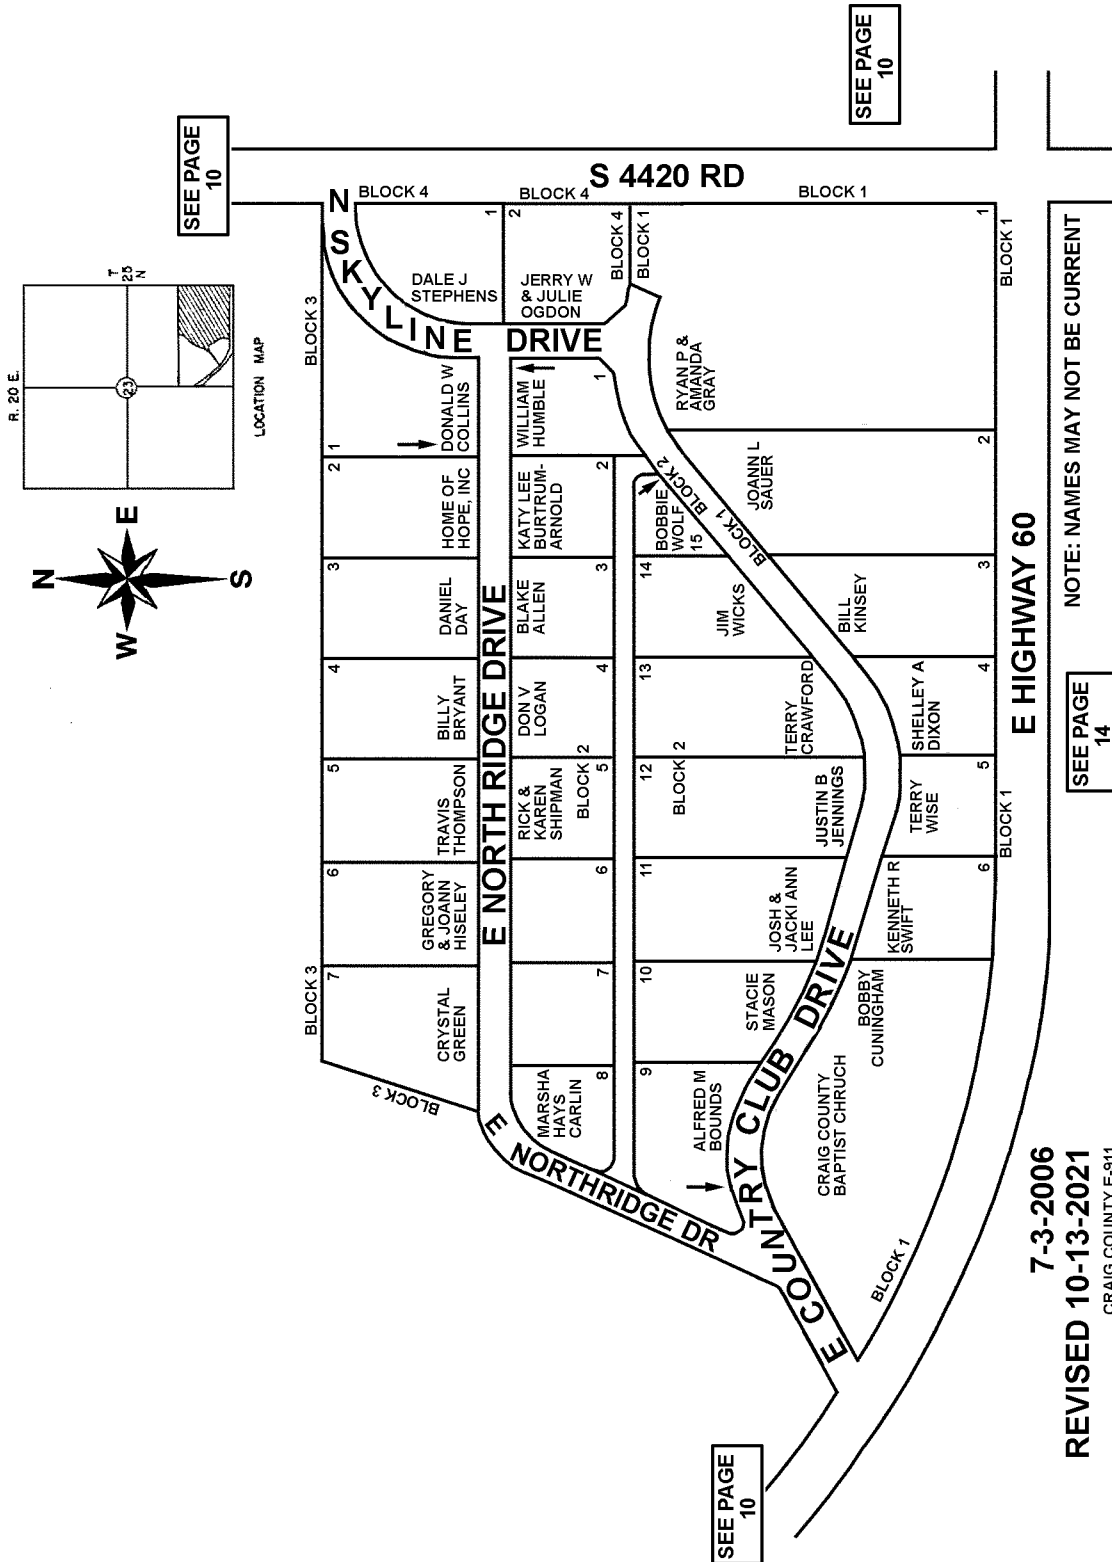 SEE PAGE
10
SEE PAGE
10
R. 20 E.
T
25
N
23
LOCATION MAP
N
E
S
W
S 4420 RD
BLOCK 4
BLOCK 4
BLOCK 1
N SKYLINE DRIVE
BLOCK 3
1
DALE J
STEPHENS
2
JERRY W
& JULIE
OGDON
BLOCK 4
BLOCK 1
1
BLOCK 1
RYAN P &
AMANDA
GRAY
1
DONALD W
COLLINS
WILLIAM
HUMBLE
1
2
HOME OF
HOPE, INC
KATY LEE
BURTRUM-
ARNOLD
2
BOBBIE
WOLF
15
BLOCK 2
BLOCK 1
JOANN L
SAUER
2
3
DANIEL
DAY
BLAKE
ALLEN
3
14
JIM
WICKS
BILL
KINSEY
3
4
BILLY
BRYANT
DON V
LOGAN
4
13
TERRY
CRAWFORD
SHELLEY A
DIXON
4
5
TRAVIS
THOMPSON
RICK &
KAREN
SHIPMAN
BLOCK 2
5
12
BLOCK 2
JUSTIN B
JENNINGS
TERRY
WISE
5
BLOCK 1
6
GREGORY
& JOANN
HISELEY
6
11
JOSH &
JACKI ANN
LEE
KENNETH R
SWIFT
6
BLOCK 3
7
CRYSTAL
GREEN
7
10
STACIE
MASON
BOBBY
CUNINGHAM
BLOCK 3
MARSHA
HAYS
CARLIN
8
9
ALFRED M
BOUNDS
CRAIG COUNTY
BAPTIST CHRUCH
BLOCK 1
E NORTH RIDGE DRIVE
E NORTHRIDGE DR
E COUNTRY CLUB DRIVE
E HIGHWAY 60
NOTE: NAMES MAY NOT BE CURRENT
SEE PAGE
14
SEE PAGE
10
7-3-2006
REVISED 10-13-2021
CRAIG COUNTY E-911